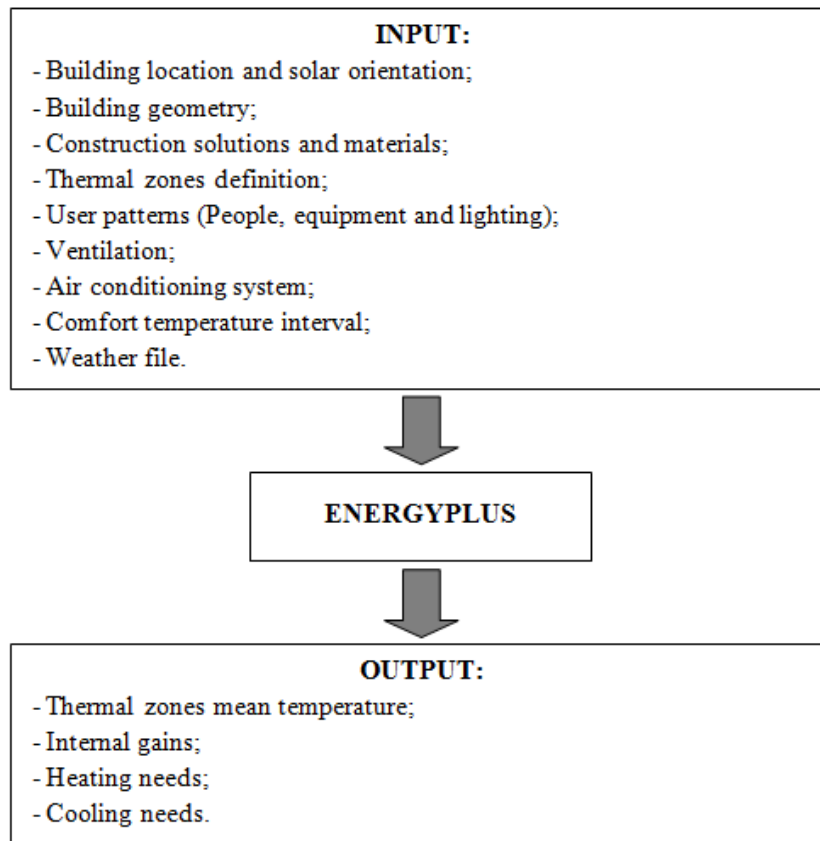 INPUT:
- Building location and solar orientation;
- Building geometry;
- Construction solutions and materials;
- Thermal zones definition;
- User patterns (People, equipment and lighting);
- Ventilation;
- Air conditioning system;
- Comfort temperature interval;
- Weather file.
ENERGYPLUS
OUTPUT:
- Thermal zones mean temperature;
- Internal gains;
- Heating needs;
- Cooling needs.